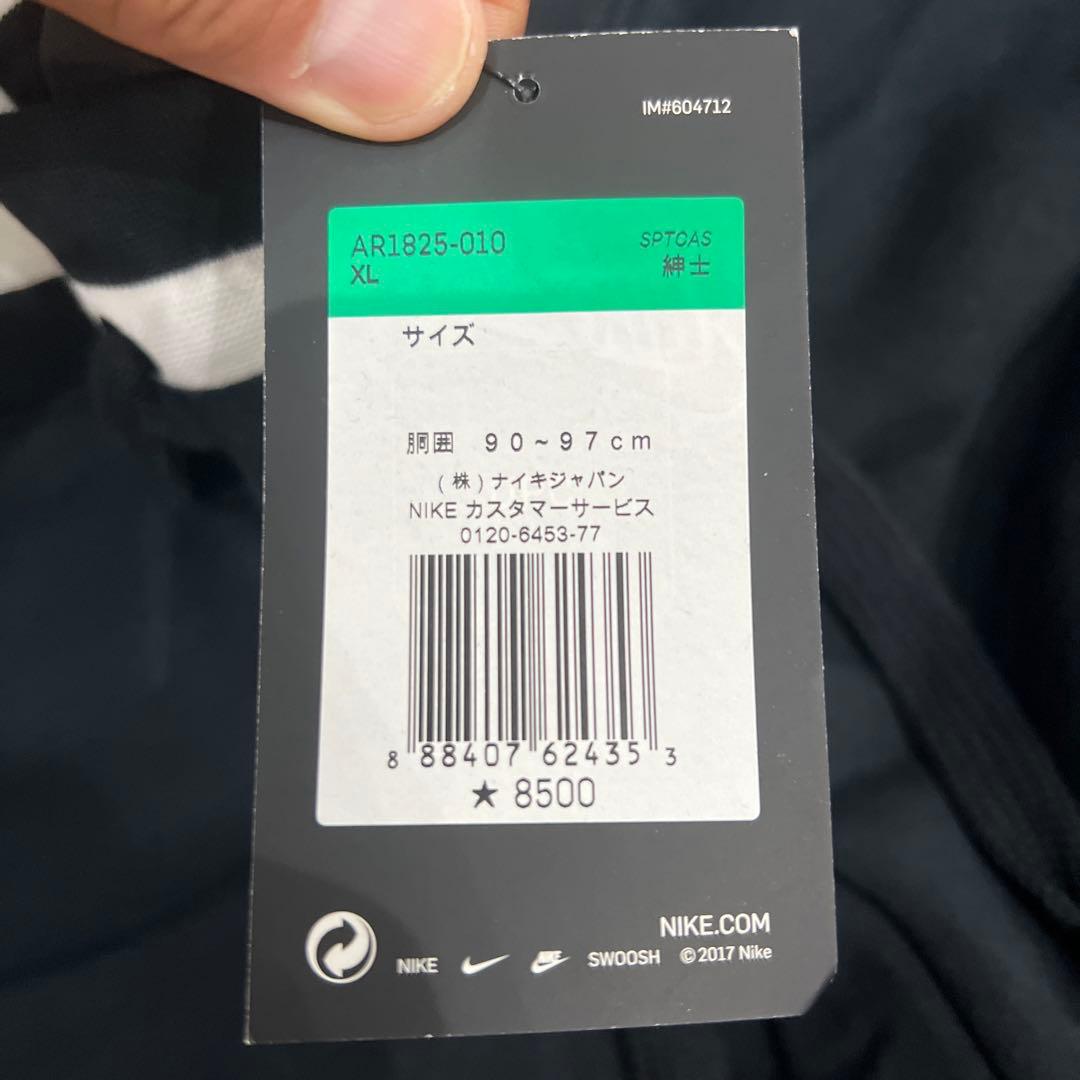 IM#604712
AR1825-010 SPTCAS
XL 紳士
サイズ
胴囲 90~97cm
(株)ナイキジャパン
NIKE カスタマーサービス
0120-6453-77
8 88407 62435 3
★ 8500
NIKE.COM
NIKE NIKE SWOOSH ©2017 Nike